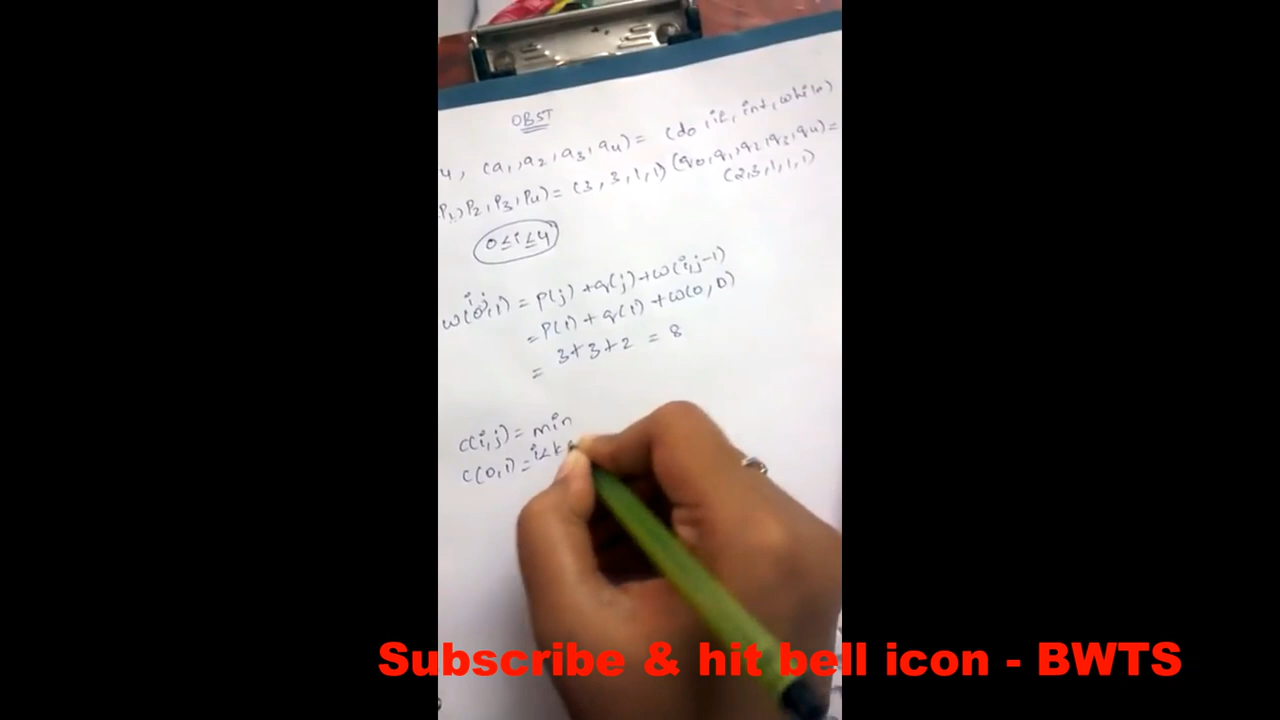 OBST
4, (a1,a2,a3,a4) = (do,if,int,while)
P1,P2,P3,P4) = (3,3,1,1) (q0,q1,q2,q3,q4) =
(2,3,1,1,1)
0≤i≤4
i j
w(0,1) = P(j) + q(j) + w(i,j-1)
= P(1) + q(1) + w(0,0)
= 3+3+2 = 8
c(i,j) = min
c(0,1) = i<k
Subscribe & hit bell icon - BWTS